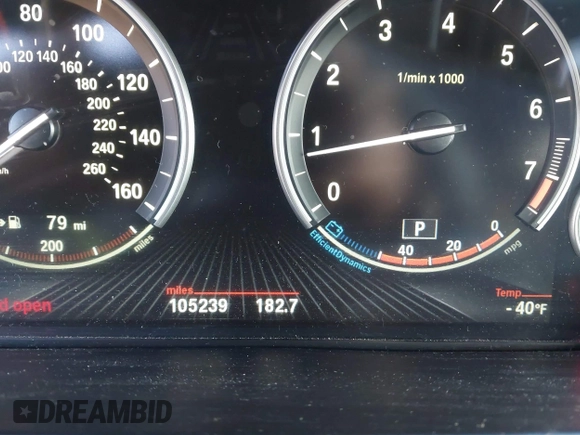 80
100
120
140
160
120 140
160
180
200
220
240
260
79 mi
200
miles
d open
miles
105239 182.7
1/min x 1000
0
1
2
3
4
5
6
7
P
40
20
0
mpg
EfficientDynamics
Temp
-40°F
DREAMBID